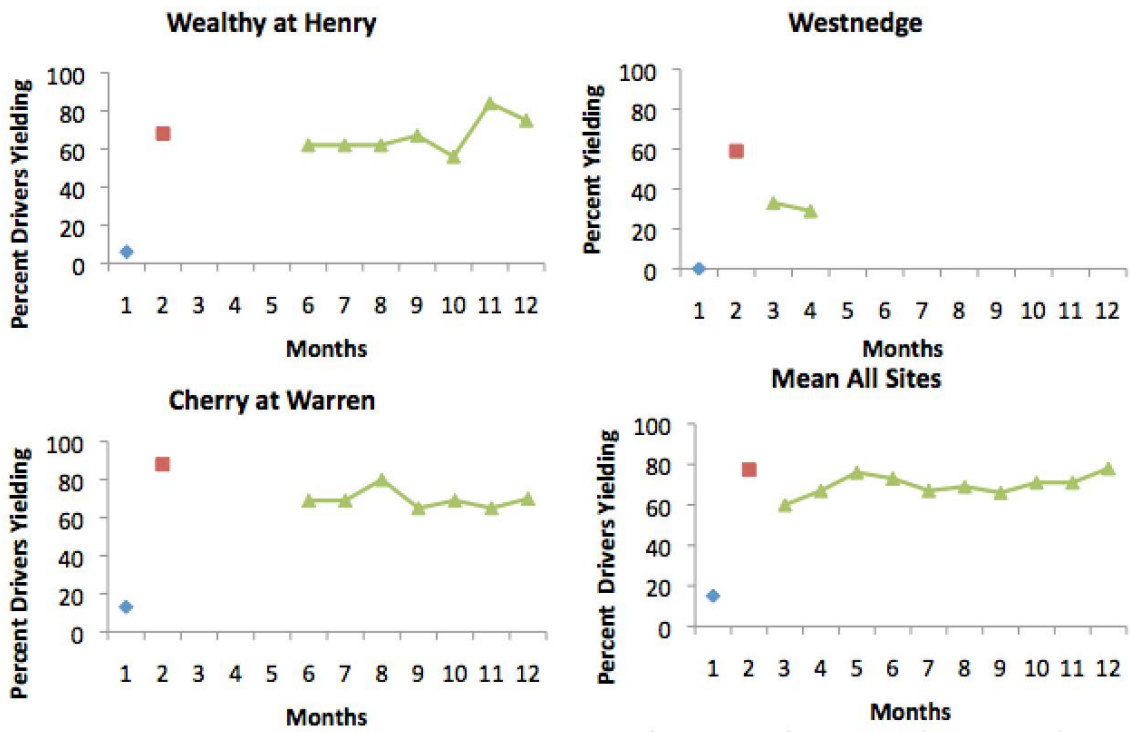 Wealthy at Henry
Percent Drivers Yielding
100
80
60
40
20
0
1 2 3 4 5 6 7 8 9 10 11 12
Months
Westnedge
Percent Yielding
100
80
60
40
20
0
1 2 3 4 5 6 7 8 9 10 11 12
Months
Cherry at Warren
Percent Drivers Yielding
100
80
60
40
20
0
1 2 3 4 5 6 7 8 9 10 11 12
Months
Mean All Sites
Percent Drivers Yielding
100
80
60
40
20
0
1 2 3 4 5 6 7 8 9 10 11 12
Months